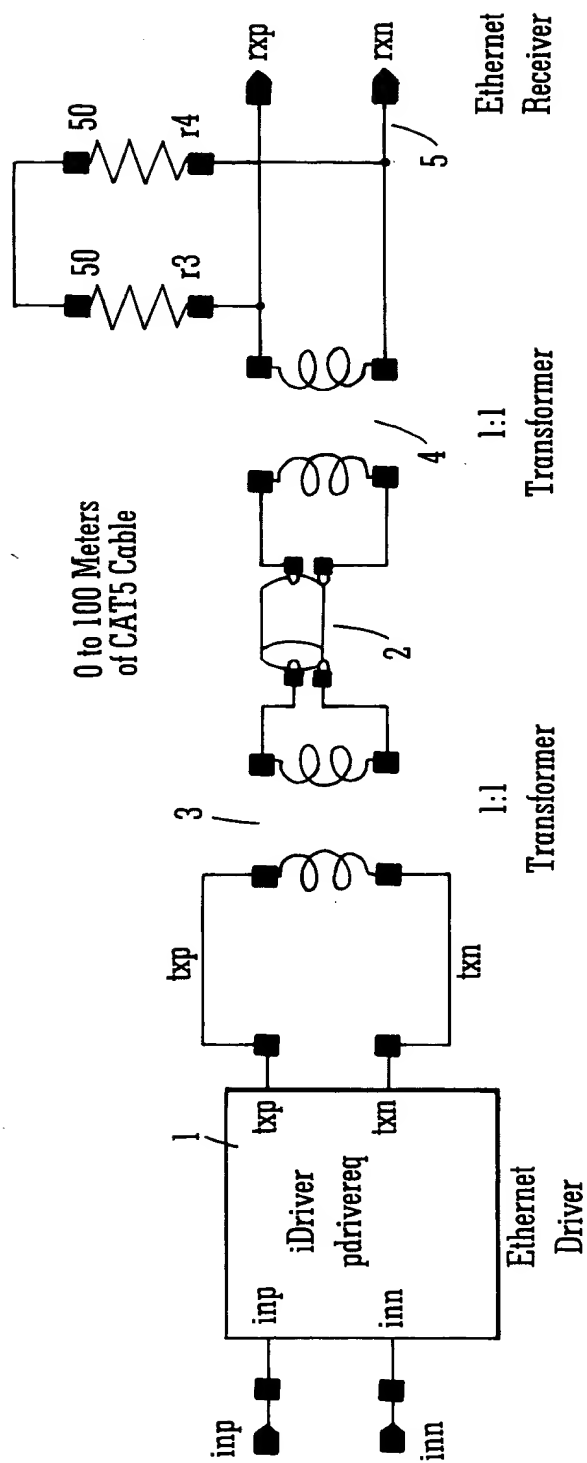 inp
inn
inp
inn
iDriver
pdrivereq
txp
txn
1
Ethernet
Driver
txp
txn
3
1:1
Transformer
0 to 100 Meters
of CAT5 Cable
2
4
1:1
Transformer
50
r3
50
r4
rxp
rxn
5
Ethernet
Receiver